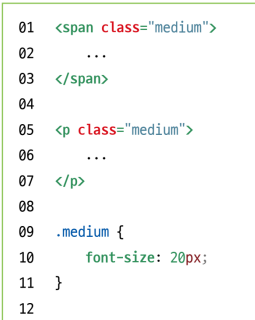 01 <span class="medium">
02     ...
03 </span>
04
05 <p class="medium">
06     ...
07 </p>
08
09 .medium {
10     font-size: 20px;
11 }
12